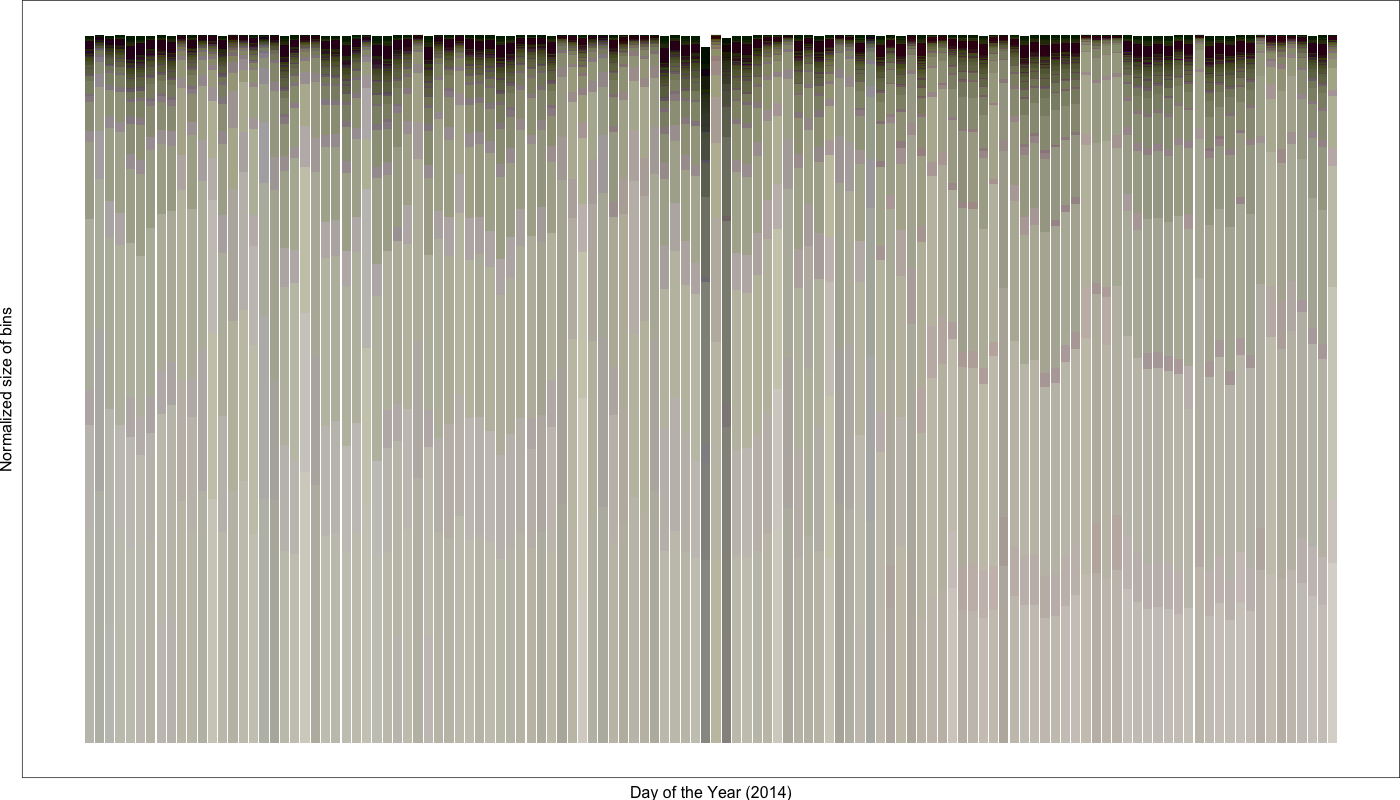 Normalized size of bins
Day of the Year (2014)